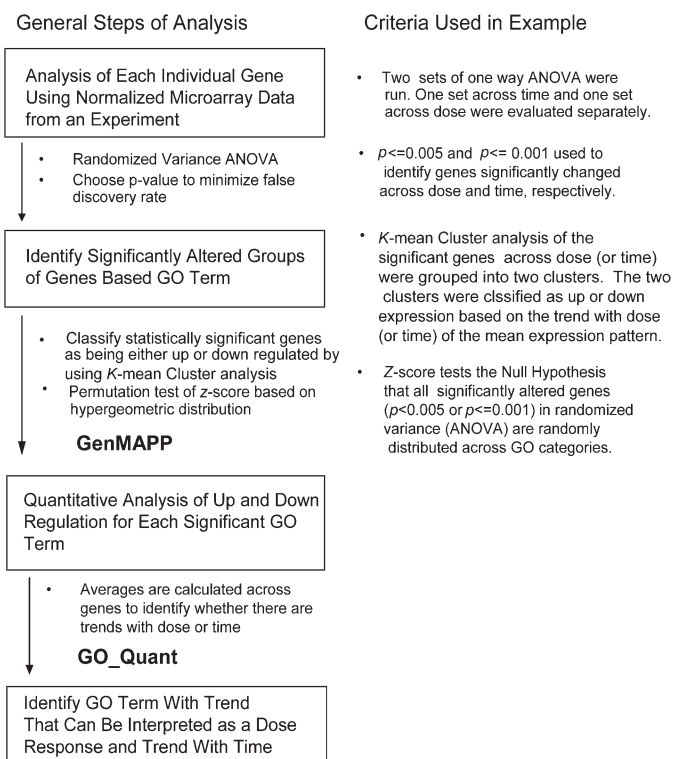 General Steps of Analysis
Analysis of Each Individual Gene
Using Normalized Microarray Data
from an Experiment
• Randomized Variance ANOVA
• Choose p-value to minimize false
discovery rate
Identify Significantly Altered Groups
of Genes Based GO Term
• Classify statistically significant genes
as being either up or down regulated by
using K-mean Cluster analysis
• Permutation test of z-score based on
hypergeometric distribution
GenMAPP
Quantitative Analysis of Up and Down
Regulation for Each Significant GO
Term
• Averages are calculated across
genes to identify whether there are
trends with dose or time
GO_Quant
Identify GO Term With Trend
That Can Be Interpreted as a Dose
Response and Trend With Time
Criteria Used in Example
• Two sets of one way ANOVA were
run. One set across time and one set
across dose were evaluated separately.
• p<=0.005 and p<= 0.001 used to
identify genes significantly changed
across dose and time, respectively.
• K-mean Cluster analysis of the
significant genes across dose (or time)
were grouped into two clusters. The two
clusters were clssified as up or down
expression based on the trend with dose
(or time) of the mean expression pattern.
• Z-score tests the Null Hypothesis
that all significantly altered genes
(p<0.005 or p<=0.001) in randomized
variance (ANOVA) are randomly
distributed across GO categories.